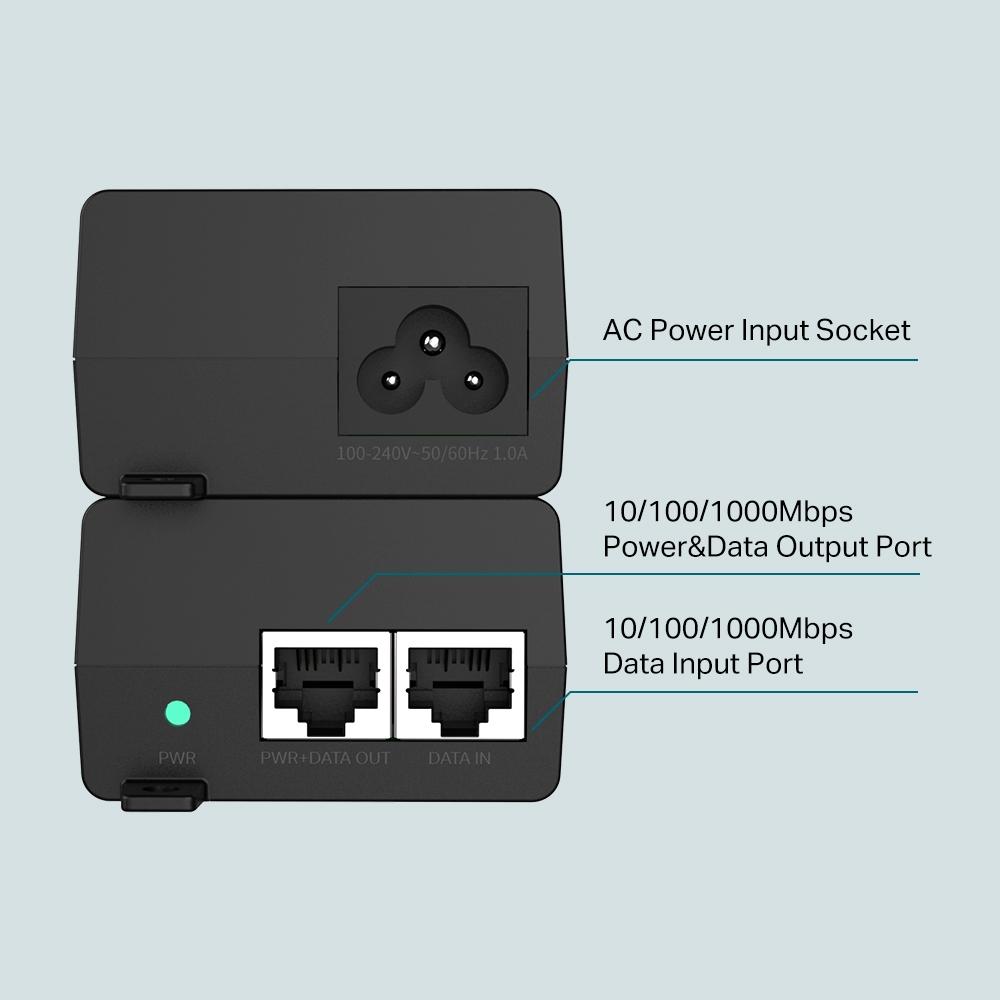 AC Power Input Socket
100-240V~50/60Hz 1.0A
10/100/1000Mbps
Power&Data Output Port
10/100/1000Mbps
Data Input Port
PWR
PWR+DATA OUT
DATA IN